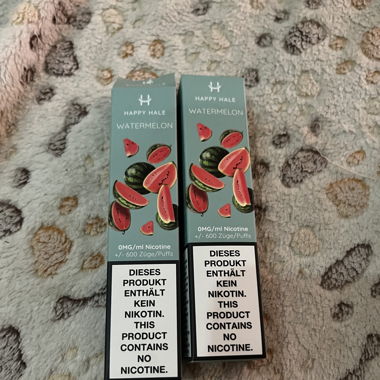 HAPPY HALE
WATERMELON
0MG/ml Nicotine
+/- 600 Züge/Puffs
DIESES
PRODUKT
ENTHÄLT
KEIN
NIKOTIN.
THIS
PRODUCT
CONTAINS
NO
NICOTINE.
HAPPY HALE
WATERMELON
0MG/ml Nicotine
+/- 600 Züge/Puffs
DIESES
PRODUKT
ENTHÄLT
KEIN
NIKOTIN.
THIS
PRODUCT
CONTAINS
NO
NICOTINE.